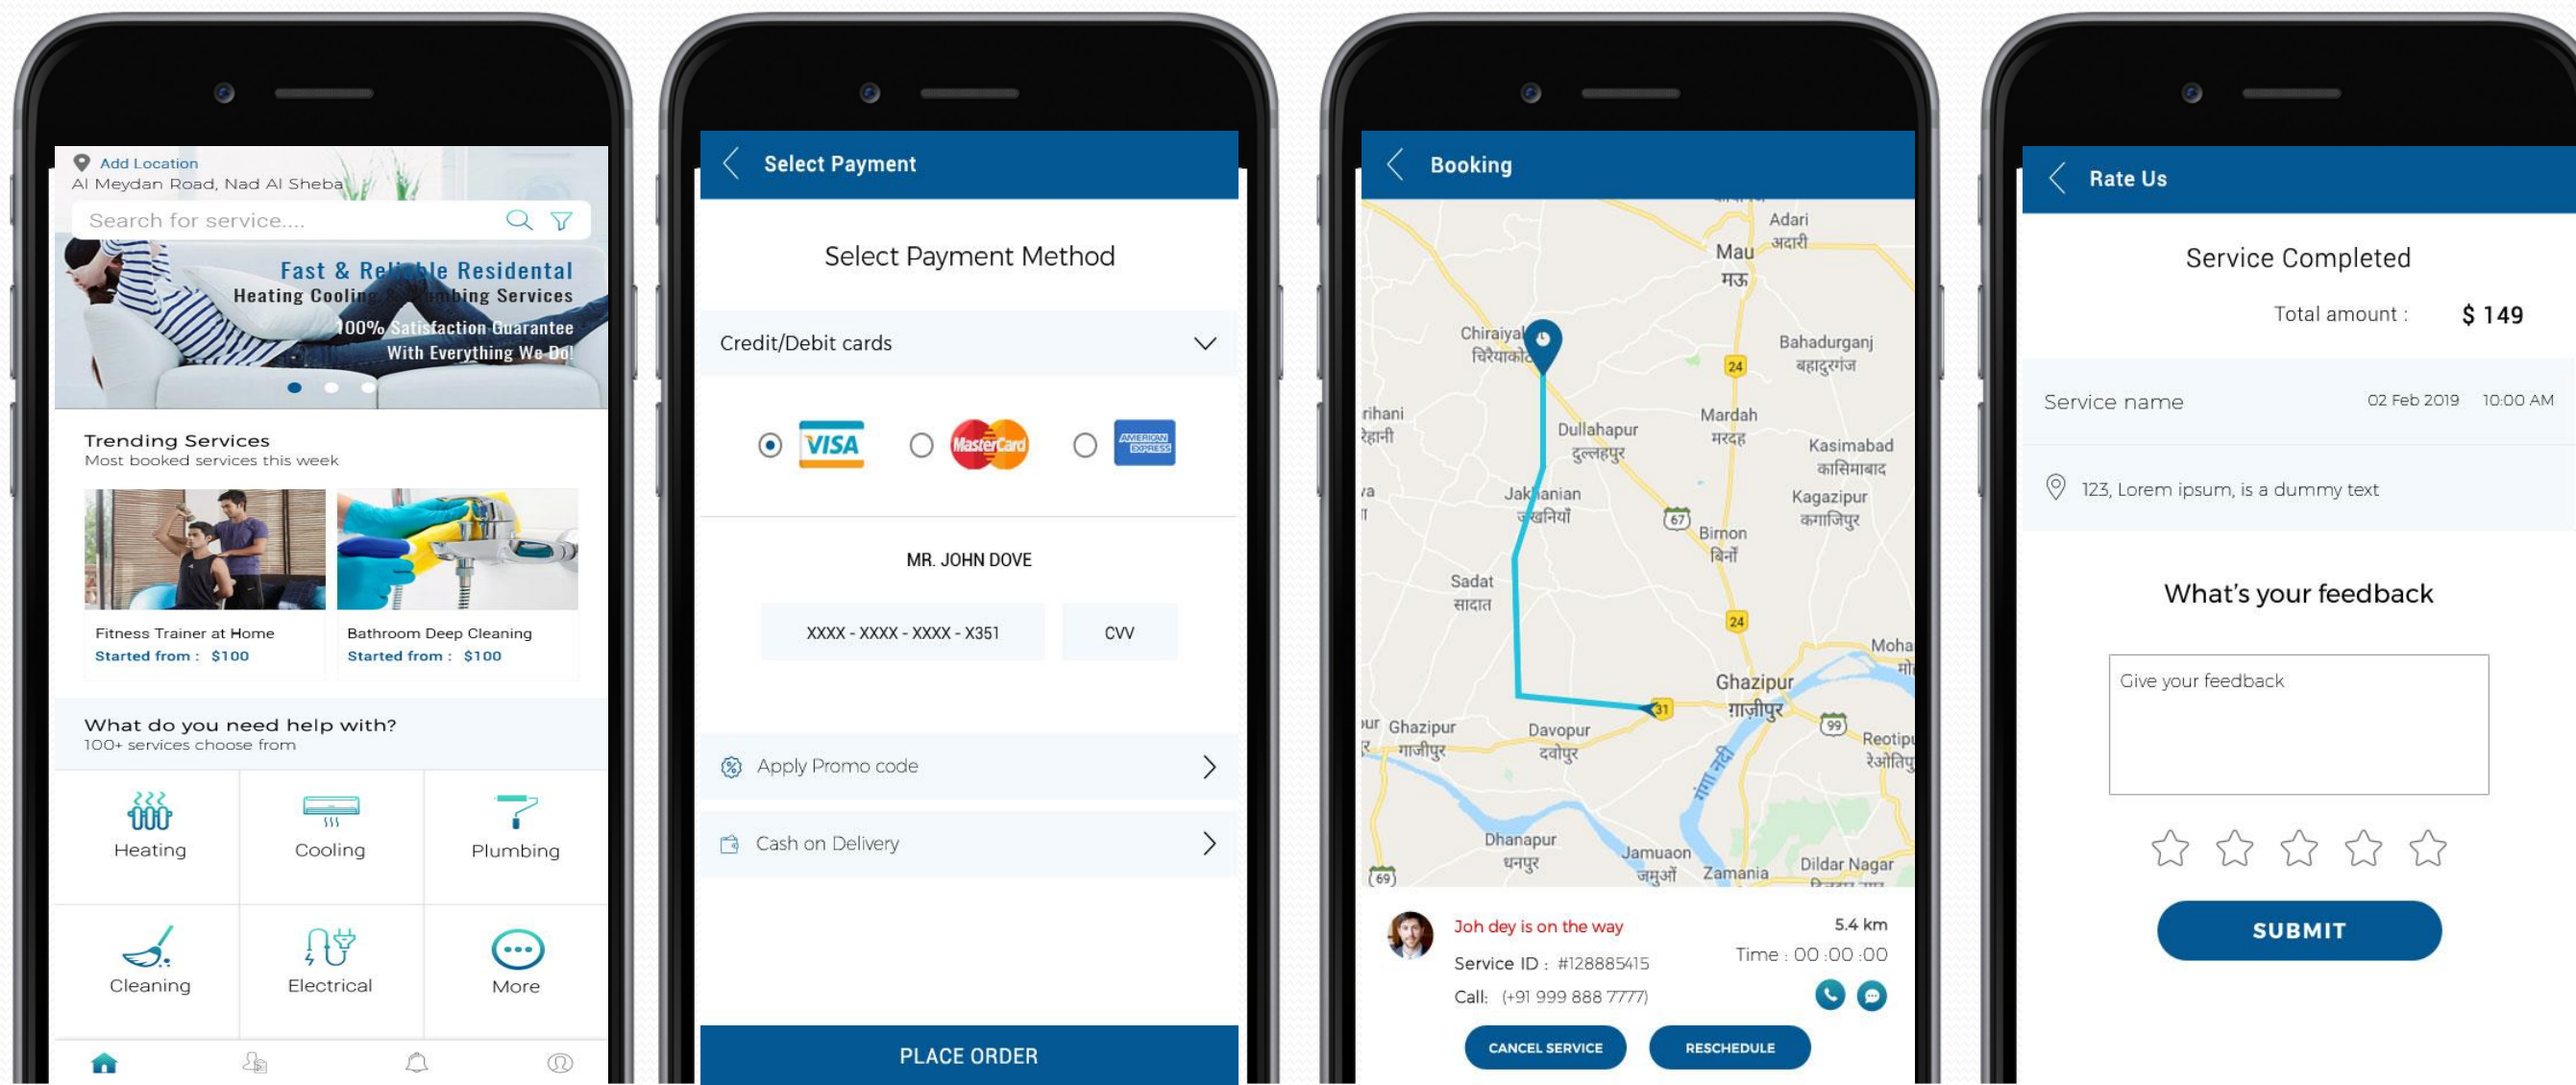 Add Location
Al Meydan Road, Nad Al Sheba
Search for service....
Fast & Reliable Residental
Heating Cooling & Plumbing Services
100% Satisfaction Guarantee
With Everything We Do!
Trending Services
Most booked services this week
Fitness Trainer at Home
Started from : $100
Bathroom Deep Cleaning
Started from : $100
What do you need help with?
100+ services choose from
Heating
Cooling
Plumbing
Cleaning
Electrical
More
Select Payment
Select Payment Method
Credit/Debit cards
VISA
MasterCard
AMERICAN
EXPRESS
MR. JOHN DOVE
XXXX - XXXX - XXXX - X351
CVV
Apply Promo code
Cash on Delivery
PLACE ORDER
Booking
Adari
अदारी
Mau
मऊ
Bahadurganj
बहादुरगंज
24
Mardah
मरदह
Dullahapur
दुल्लहपुर
Kasimabad
कासिमाबाद
Kagazipur
कगाजिपुर
67
Birnon
बिर्नों
Sadat
सादात
24
Ghazipur
ग़ाज़ीपुर
31
99
Ghazipur
गाजीपुर
Davopur
दवोपुर
गंगा नदी
Dhanapur
धनपुर
Jamuaon
जमुओं
Zamania
Dildar Nagar
69
Joh dey is on the way
5.4 km
Service ID : #128885415
Time : 00 :00 :00
Call: (+91 999 888 7777)
CANCEL SERVICE
RESCHEDULE
Rate Us
Service Completed
Total amount : $ 149
Service name 02 Feb 2019 10:00 AM
123, Lorem ipsum, is a dummy text
What's your feedback
Give your feedback
SUBMIT